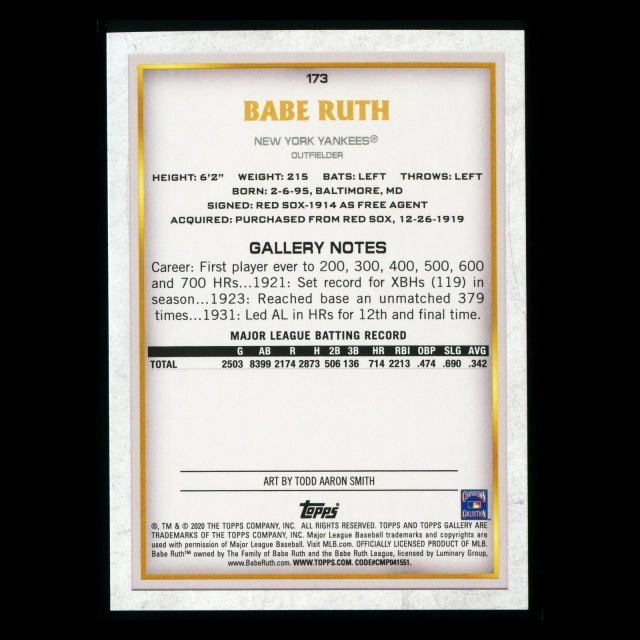 173
BABE RUTH
NEW YORK YANKEES®
OUTFIELDER
HEIGHT: 6'2" WEIGHT: 215 BATS: LEFT THROWS: LEFT
BORN: 2-6-95, BALTIMORE, MD
SIGNED: RED SOX-1914 AS FREE AGENT
ACQUIRED: PURCHASED FROM RED SOX, 12-26-1919
GALLERY NOTES
Career: First player ever to 200, 300, 400, 500, 600
and 700 HRs...1921: Set record for XBHs (119) in
season...1923: Reached base an unmatched 379
times...1931: Led AL in HRs for 12th and final time.
MAJOR LEAGUE BATTING RECORD
G AB R H 2B 3B HR RBI OBP SLG AVG
TOTAL 2503 8399 2174 2873 506 136 714 2213 .474 .690 .342
ART BY TODD AARON SMITH
Topps®
COOPERSTOWN
COLLECTION
®, TM & © 2020 THE TOPPS COMPANY, INC. ALL RIGHTS RESERVED. TOPPS AND TOPPS GALLERY ARE
TRADEMARKS OF THE TOPPS COMPANY, INC. Major League Baseball trademarks and copyrights are
used with permission of Major League Baseball. Visit MLB.com. OFFICIALLY LICENSED PRODUCT OF MLB.
Babe Ruth™ owned by The Family of Babe Ruth and the Babe Ruth League, licensed by Luminary Group,
www.BabeRuth.com. WWW.TOPPS.COM. CODE#CMP041551.